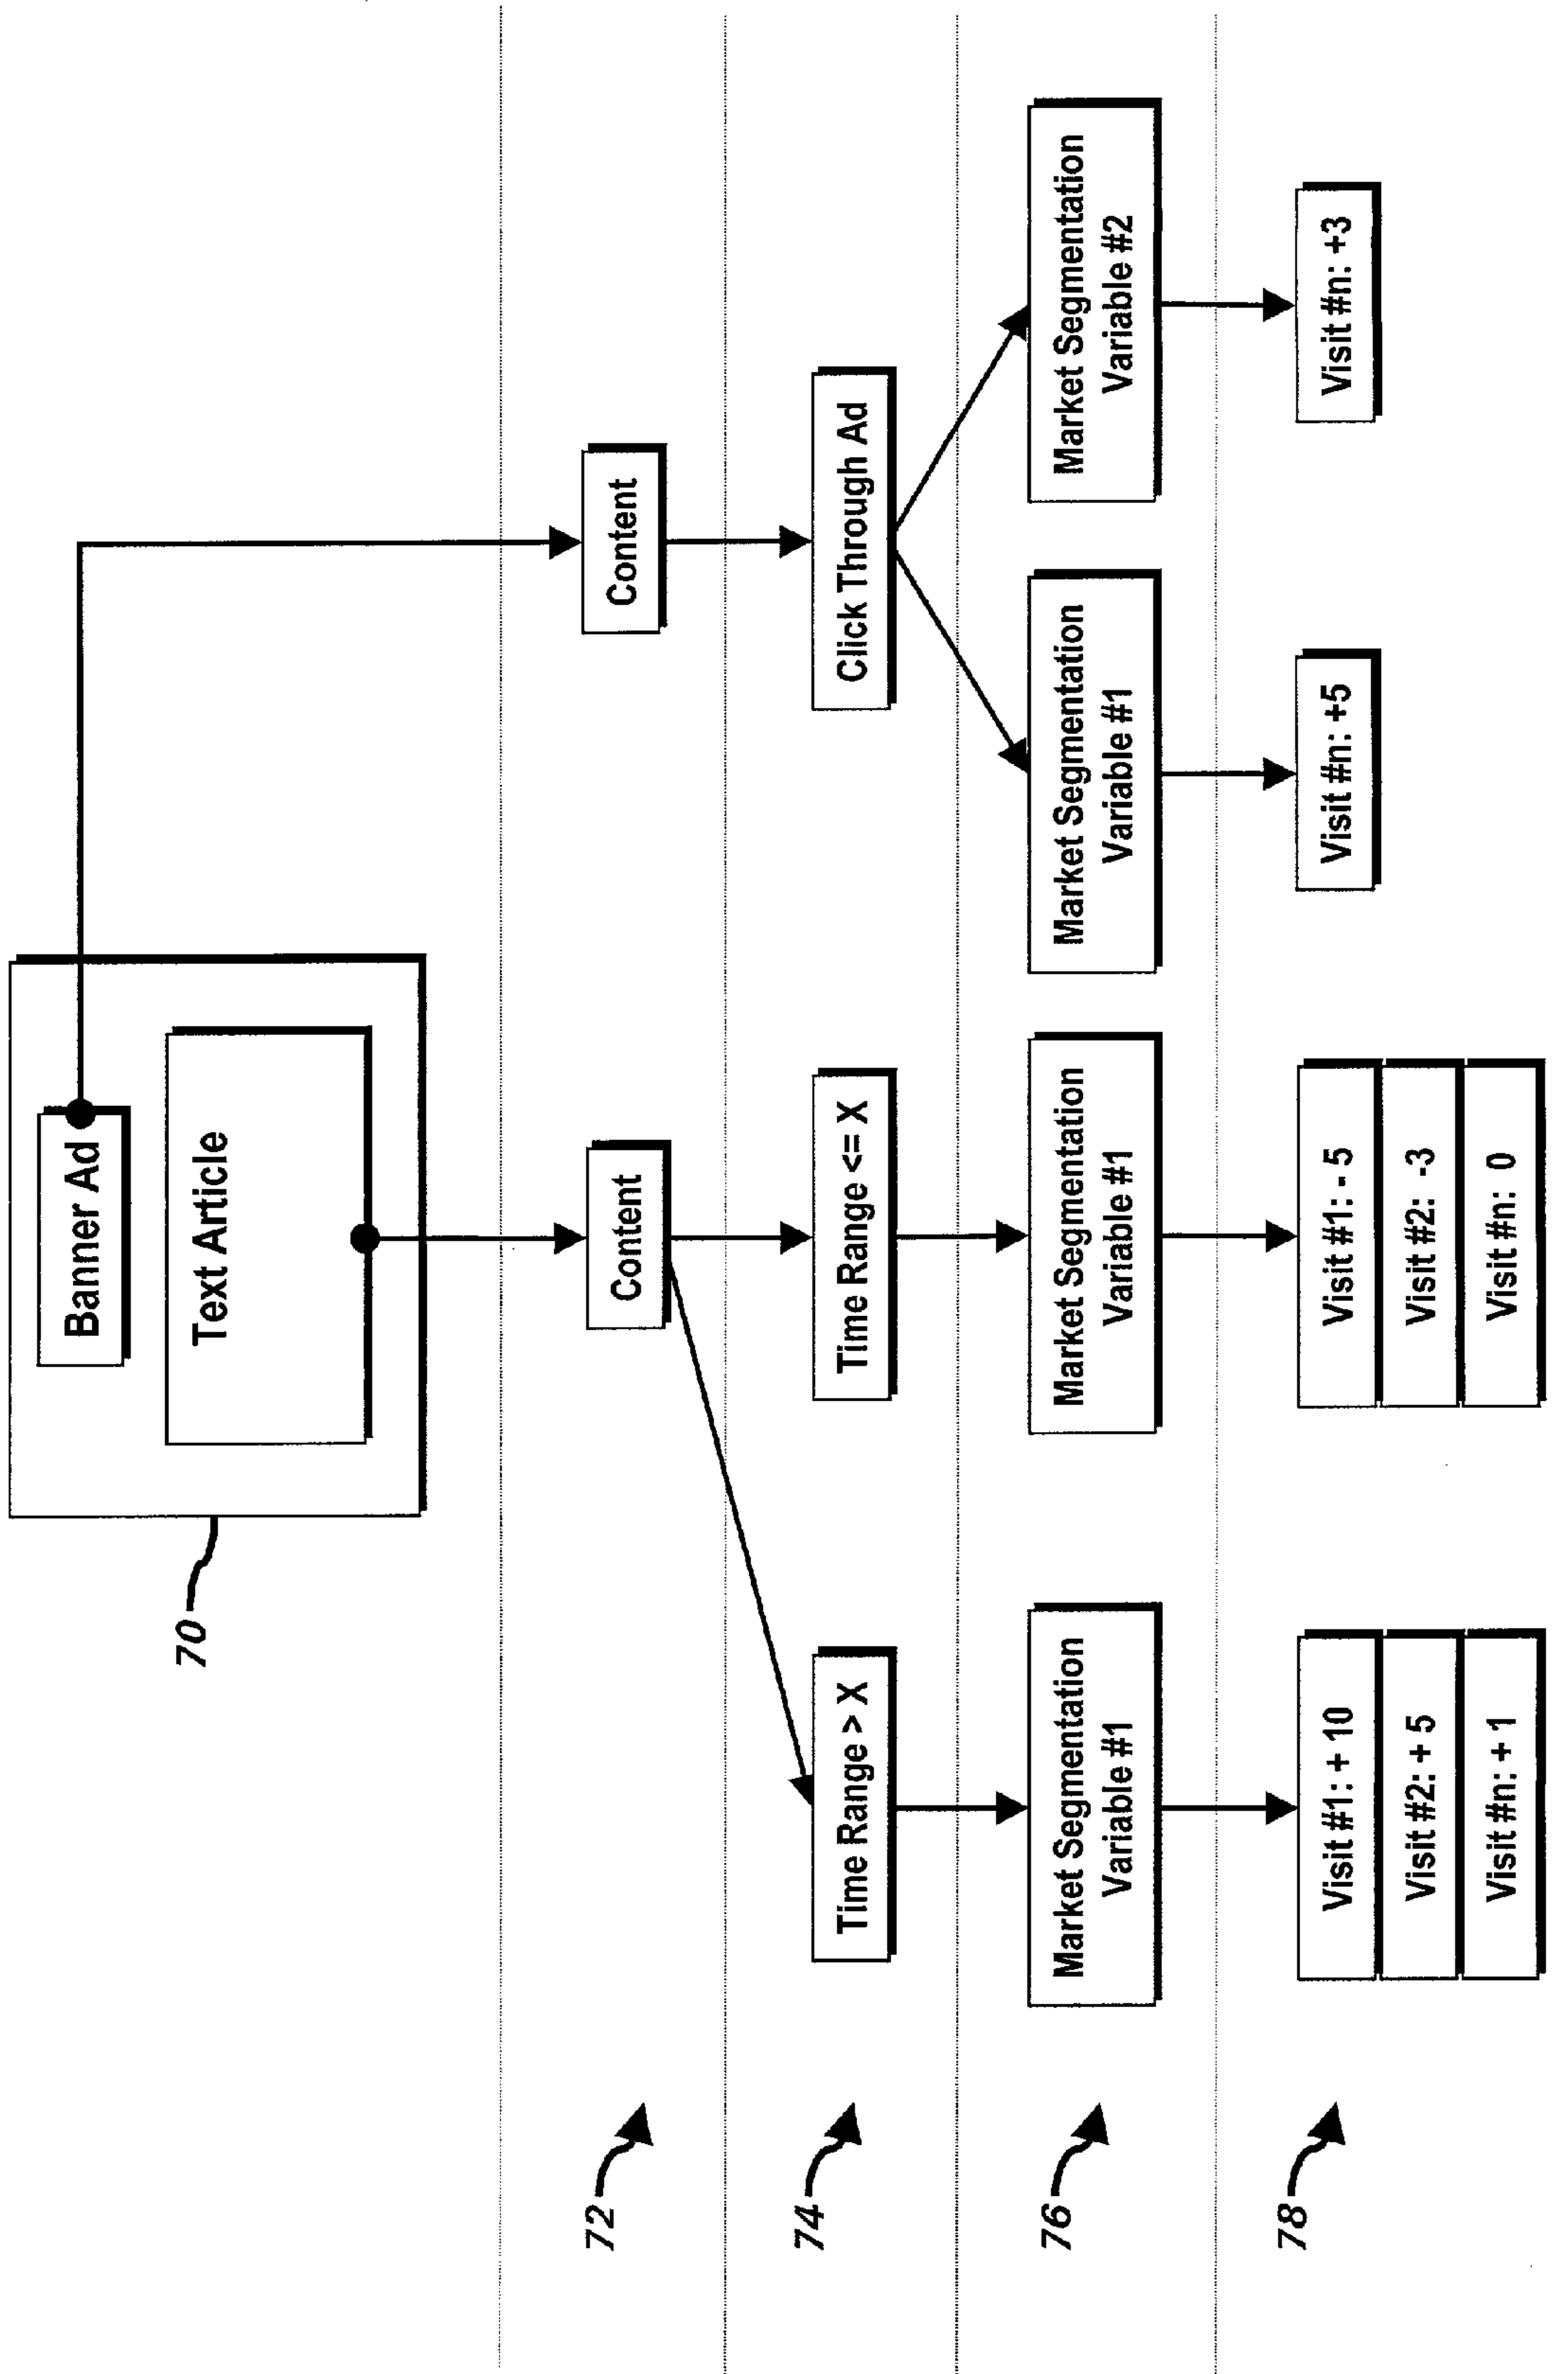 Banner Ad
Text Article
70
72
Content
Content
74
Time Range > X
Time Range <= X
Click Through Ad
76
Market Segmentation
Variable #1
Market Segmentation
Variable #1
Market Segmentation
Variable #1
Market Segmentation
Variable #2
78
Visit #1: + 10
Visit #2: + 5
Visit #n: + 1
Visit #1: - 5
Visit #2: -3
Visit #n: 0
Visit #n: +5
Visit #n: +3